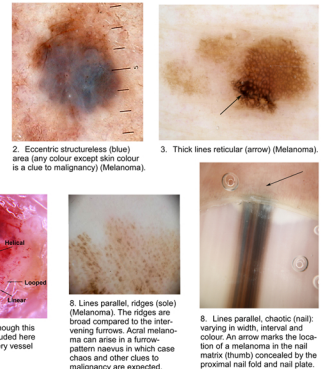 5
2. Eccentric structureless (blue)
area (any colour except skin colour
is a clue to malignancy) (Melanoma).
3. Thick lines reticular (arrow) (Melanoma).
Helical
Looped
Linear
hough this
uded here
ry vessel
8. Lines parallel, ridges (sole)
(Melanoma). The ridges are
broad compared to the inter-
vening furrows. Acral melano-
ma can arise in a furrow-
pattern naevus in which case
chaos and other clues to
malignancy are expected.
8. Lines parallel, chaotic (nail):
varying in width, interval and
colour. An arrow marks the loca-
tion of a melanoma in the nail
matrix (thumb) concealed by the
proximal nail fold and nail plate.